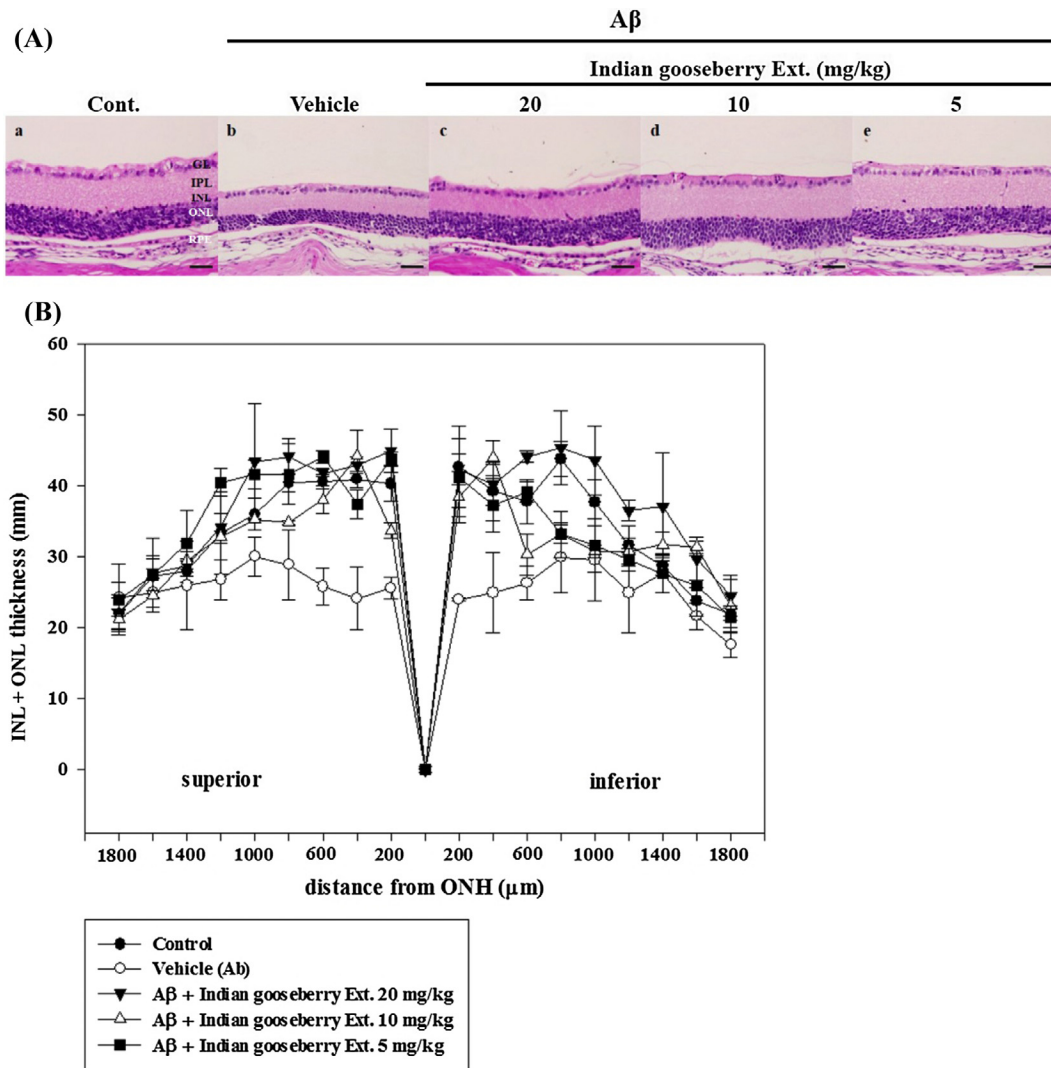 (A)
Aβ
Indian gooseberry Ext. (mg/kg)
Cont. Vehicle 20 10 5
a b c d e
GL
IPL
INL
ONL
RPE
(B)
60
50
40
30
20
10
0
INL + ONL thickness (mm)
superior inferior
1800 1400 1000 600 200 200 600 1000 1400 1800
distance from ONH (μm)
Control
Vehicle (Ab)
Aβ + Indian gooseberry Ext. 20 mg/kg
Aβ + Indian gooseberry Ext. 10 mg/kg
Aβ + Indian gooseberry Ext. 5 mg/kg